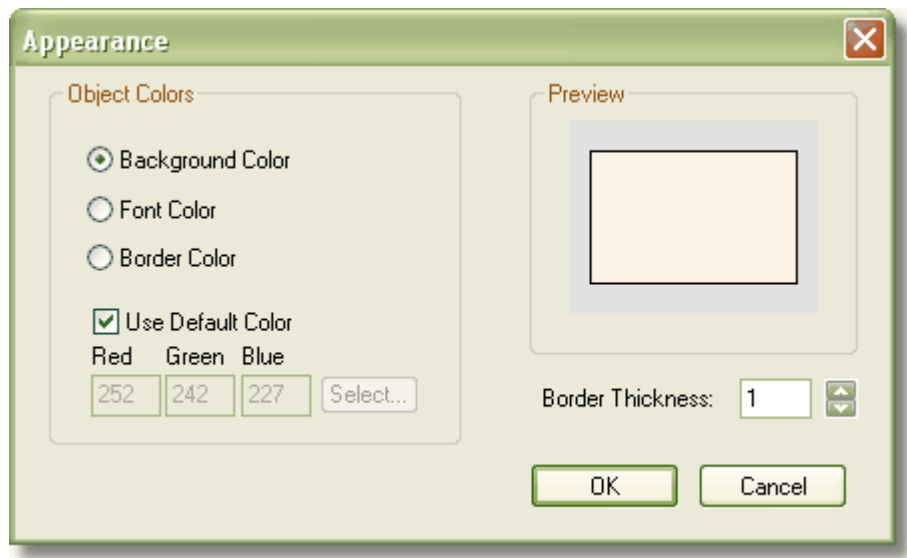 Appearance
Object Colors
Background Color
Font Color
Border Color
Use Default Color
Red Green Blue
252 242 227 Select...
Preview
Border Thickness: 1
OK Cancel